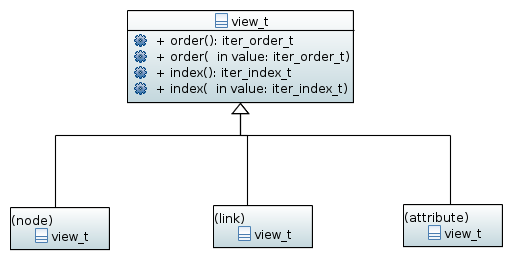 view_t
+ order(): iter_order_t
+ order(  in value: iter_order_t)
+ index(): iter_index_t
+ index(  in value: iter_index_t)
(node)
view_t
(link)
view_t
(attribute)
view_t